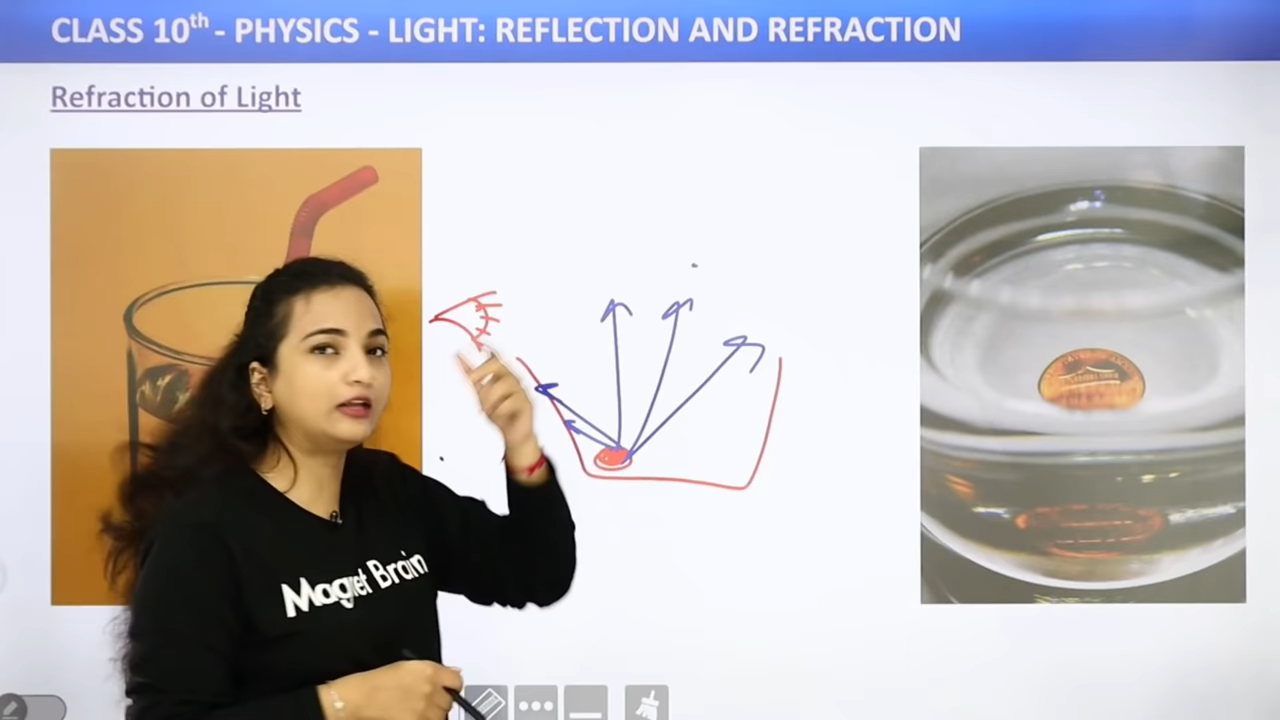 CLASS 10th - PHYSICS - LIGHT: REFLECTION AND REFRACTION
Refraction of Light
Magnet Brain